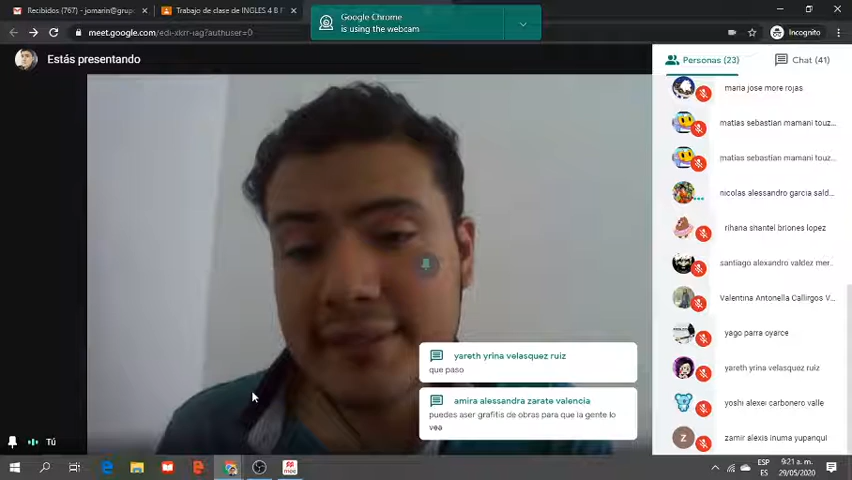 Recibidos (767) - jomarin@grupo
Trabajo de clase de INGLES 4 B F
Google Chrome
is using the webcam
Incognito
Estás presentando
Personas (23)
Chat (41)
maria jose more rojas
matias sebastian mamani touz...
matias sebastian mamani touz...
nicolas alessandro garcia sald...
rihana shantel briones lopez
santiago alexandro valdez mer...
Valentina Antonella Callirgos V...
yago parra oyarce
yareth yrina velasquez ruiz
yoshi alexei carbonero valle
Z
zamir alexis inuma yupanqui
yareth yrina velasquez ruiz
que paso
amira alessandra zarate valencia
puedes aser grafitis de obras para que la gente lo
vea
Tú
ESP
ES
9:21 a. m.
29/05/2020